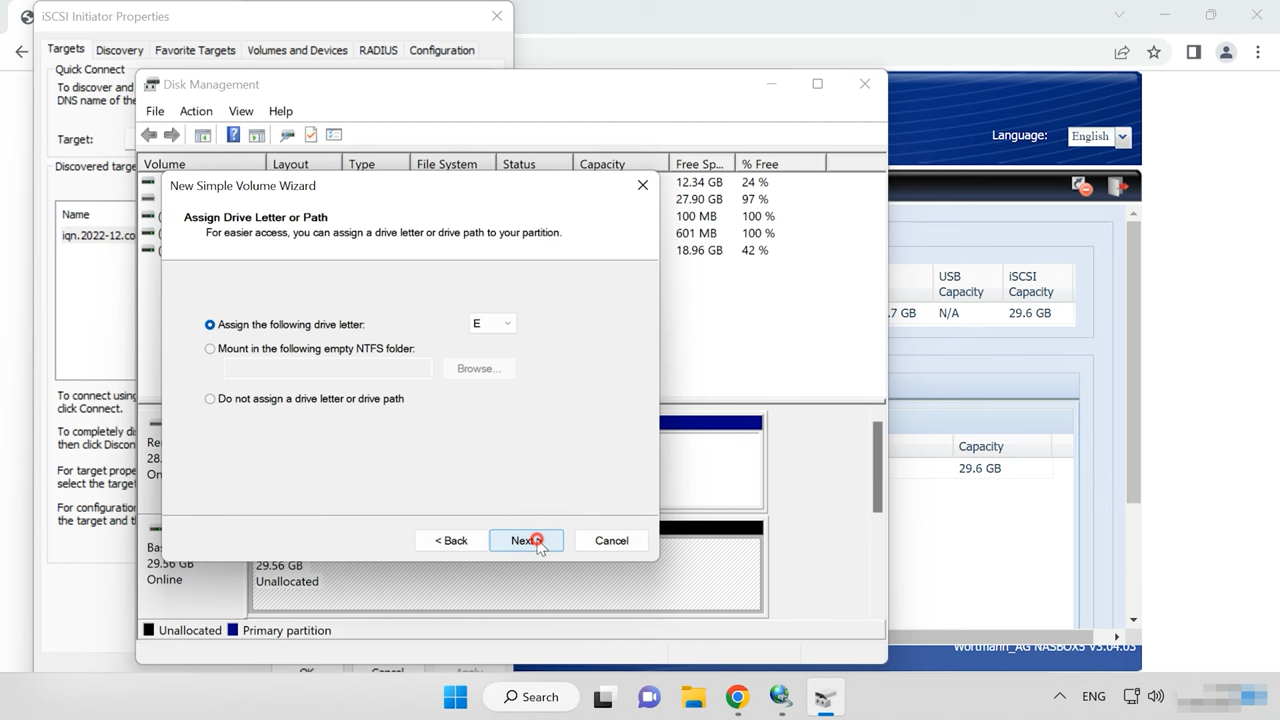 iSCSI Initiator Properties
Targets Discovery Favorite Targets Volumes and Devices RADIUS Configuration
Quick Connect
To discover and
DNS name of the
Target:
Discovered targe
Name
iqn.2022-12.co
To connect using
click Connect.
To completely di
then click Discon
For target prope
select the target
For configuration
the target and th
OK Cancel Apply
Disk Management
File Action View Help
Volume Layout Type File System Status Capacity Free Sp... % Free
12.34 GB 24 %
27.90 GB 97 %
100 MB 100 %
601 MB 100 %
18.96 GB 42 %
New Simple Volume Wizard
Assign Drive Letter or Path
For easier access, you can assign a drive letter or drive path to your partition.
Assign the following drive letter: E
Mount in the following empty NTFS folder:
Browse...
Do not assign a drive letter or drive path
< Back Next > Cancel
Re
28.
On
Bas
29.56 GB
Online
29.56 GB
Unallocated
Unallocated Primary partition
Language: English
USB Capacity iSCSI Capacity
.7 GB N/A 29.6 GB
Capacity
29.6 GB
Wortmann_AG NASBOX5 V3.04.03
Search
ENG